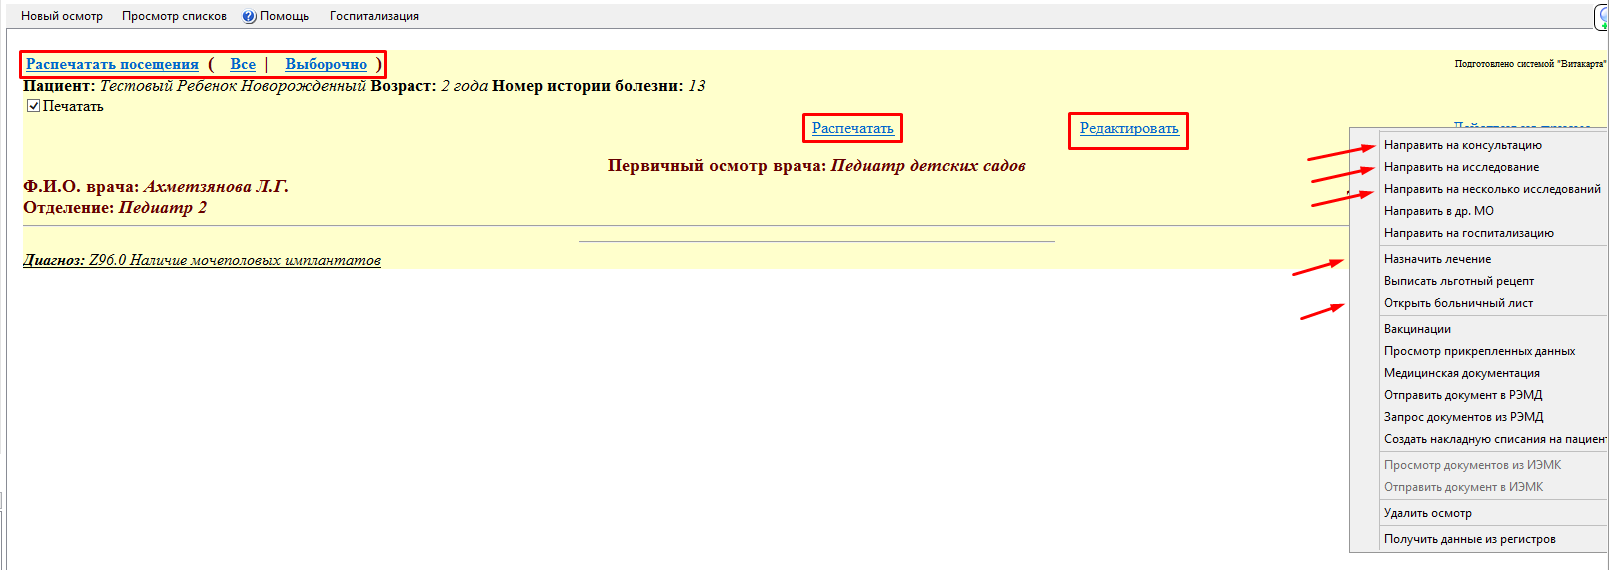 Новый осмотр Просмотр списков Помощь Госпитализация
Распечатать посещения ( Все | Выборочно )
Подготовлено системой "Витакарта"
Пациент: Тестовый Ребенок Новорожденный Возраст: 2 года Номер истории болезни: 13
Печатать
Распечатать Редактировать
Первичный осмотр врача: Педиатр детских садов
Ф.И.О. врача: Ахметзянова Л.Г.
Отделение: Педиатр 2
Диагноз: Z96.0 Наличие мочеполовых имплантатов
Направить на консультацию
Направить на исследование
Направить на несколько исследований
Направить в др. МО
Направить на госпитализацию
Назначить лечение
Выписать льготный рецепт
Открыть больничный лист
Вакцинации
Просмотр прикрепленных данных
Медицинская документация
Отправить документ в РЭМД
Запрос документов из РЭМД
Создать накладную списания на пациен
Просмотр документов из ИЭМК
Отправить документ в ИЭМК
Удалить осмотр
Получить данные из регистров